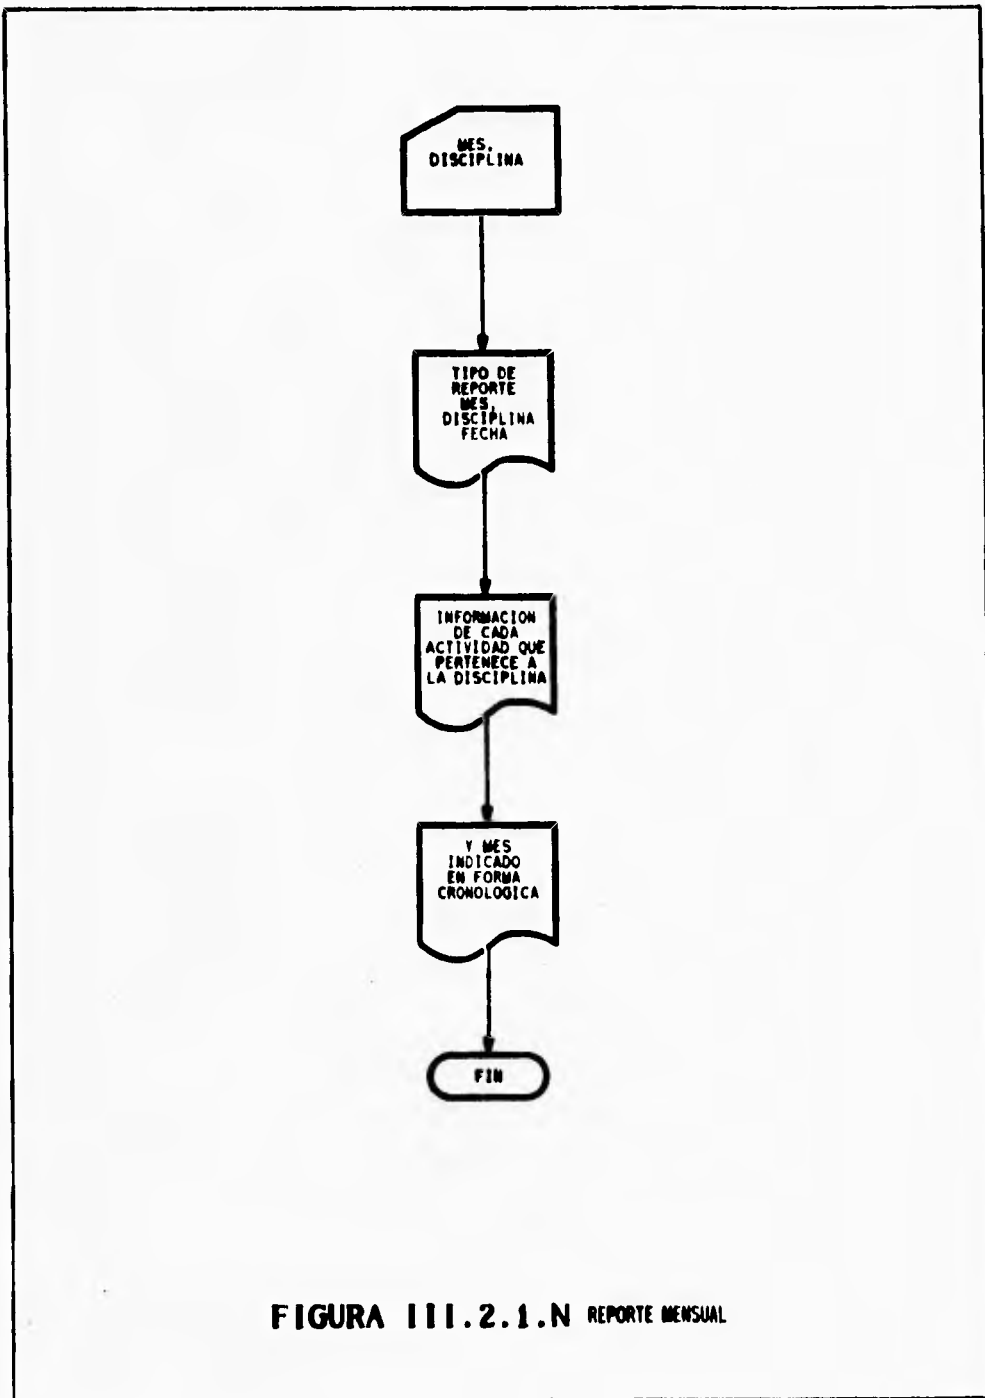 MES,
DISCIPLINA
TIPO DE
REPORTE
MES,
DISCIPLINA
FECHA
INFORMACION
DE CADA
ACTIVIDAD QUE
PERTENECE A
LA DISCIPLINA
Y MES
INDICADO
EN FORMA
CRONOLOGICA
FIN
FIGURA III.2.1.N REPORTE MENSUAL